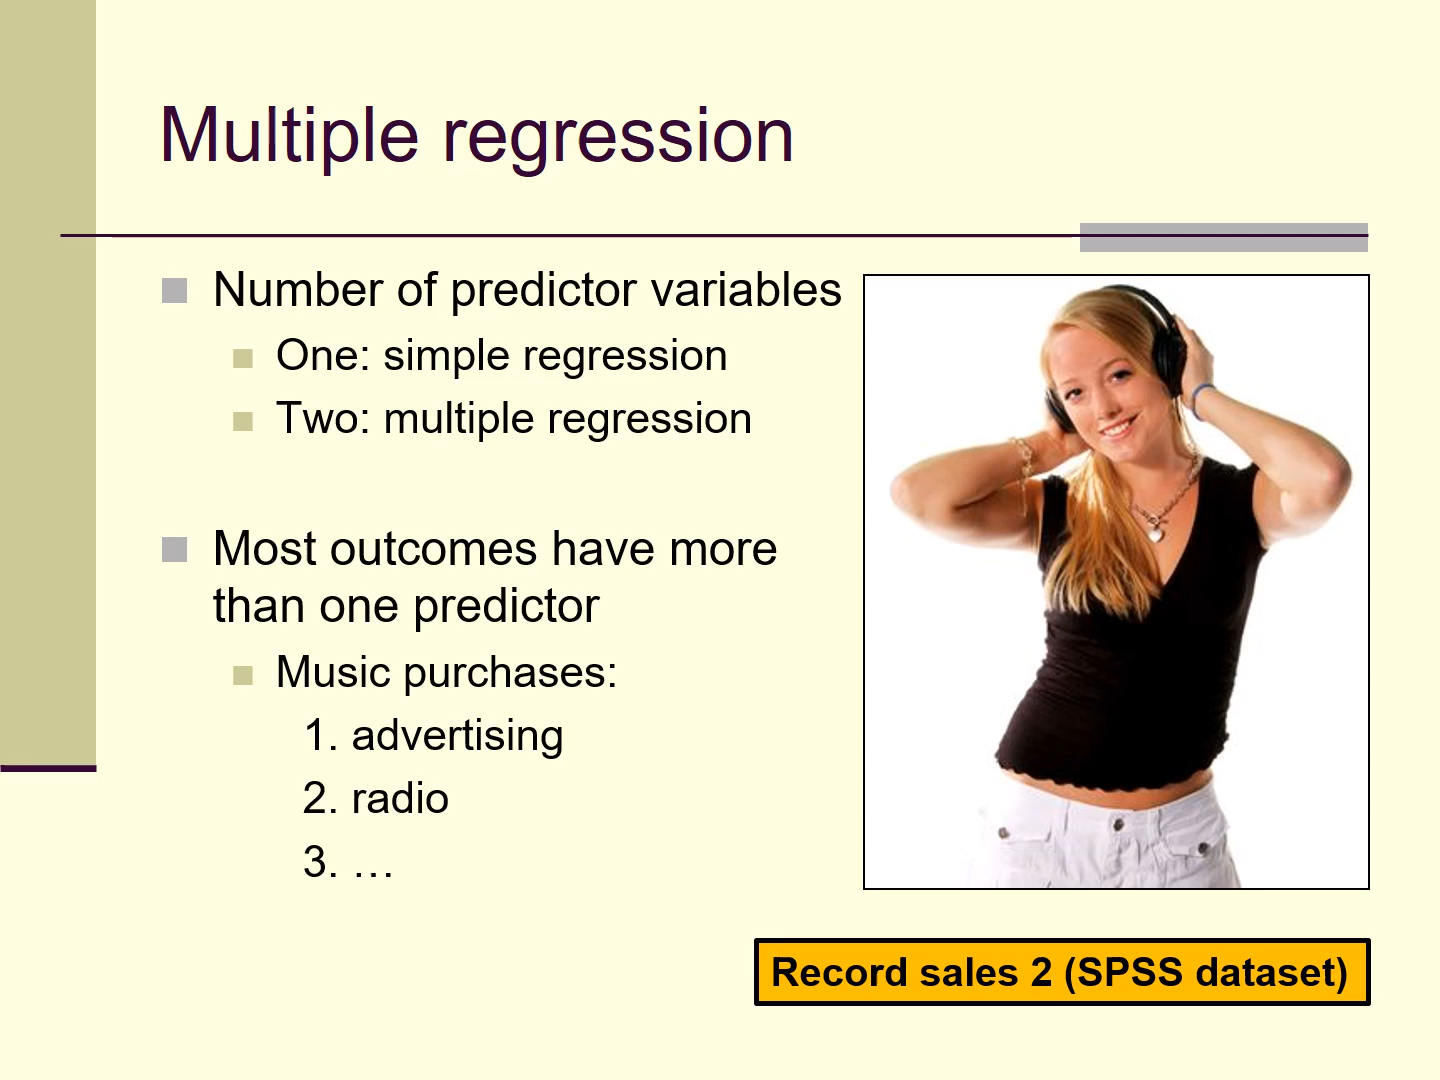 Multiple regression
Number of predictor variables
One: simple regression
Two: multiple regression
Most outcomes have more
than one predictor
Music purchases:
1. advertising
2. radio
3. …
Record sales 2 (SPSS dataset)